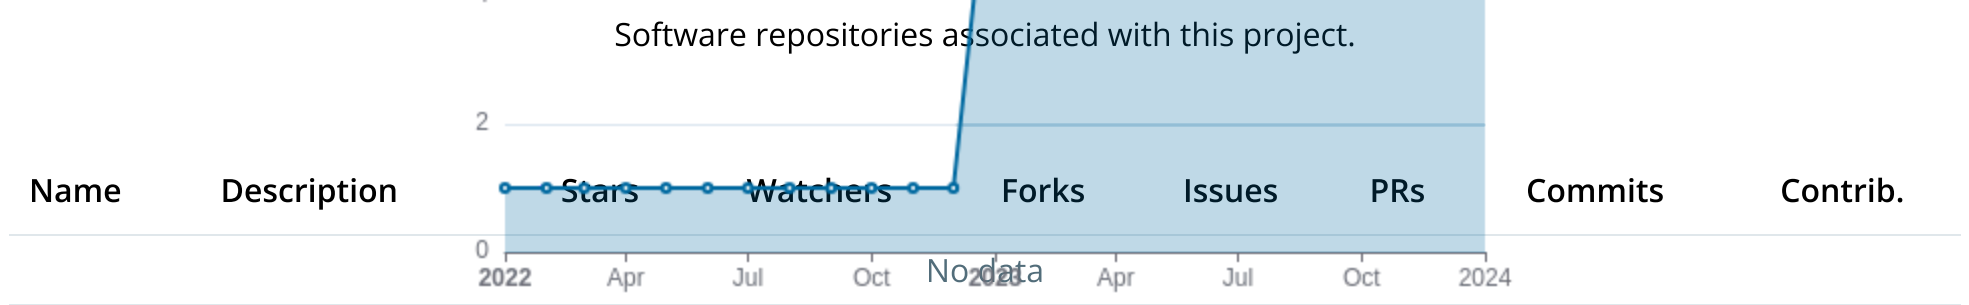 Software repositories associated with this project.
2
Name Description Stars Watchers Forks Issues PRs Commits Contrib.
0
2022 Apr Jul Oct 2023 Apr Jul Oct 2024
No data